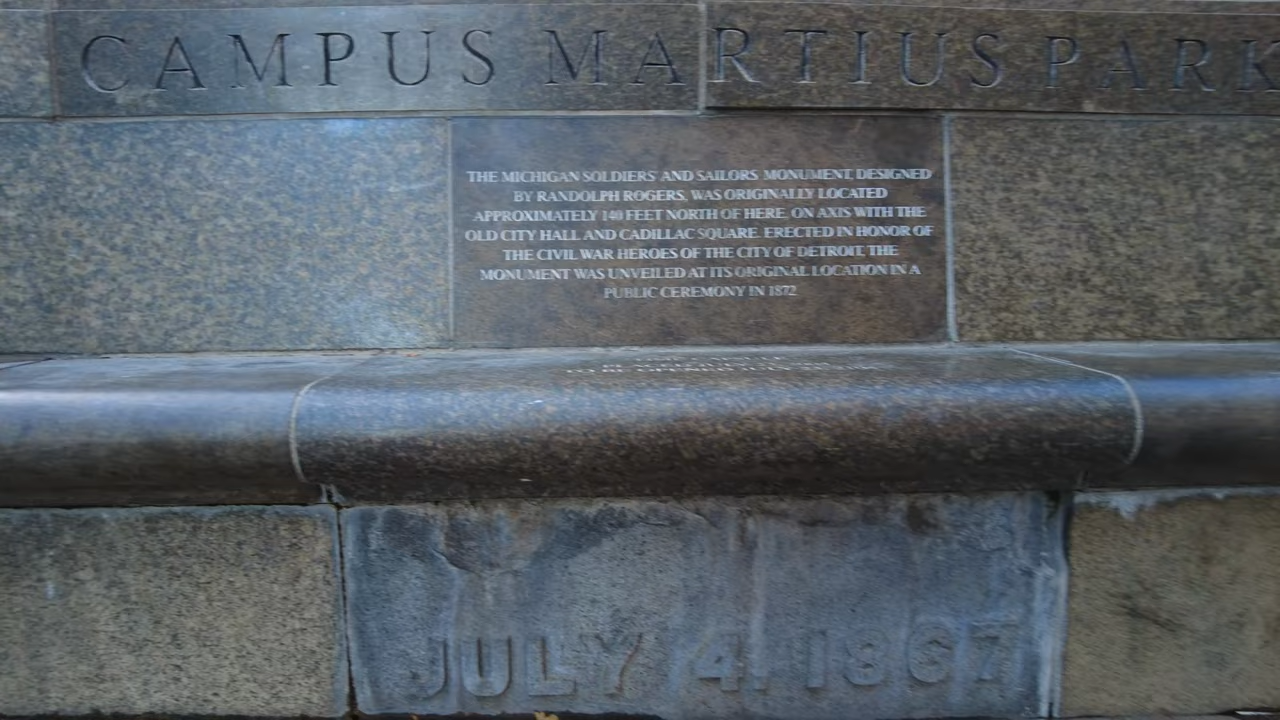 CAMPUS MARTIUS PARK
THE MICHIGAN SOLDIERS' AND SAILORS' MONUMENT, DESIGNED
BY RANDOLPH ROGERS, WAS ORIGINALLY LOCATED
APPROXIMATELY 140 FEET NORTH OF HERE, ON AXIS WITH THE
OLD CITY HALL AND CADILLAC SQUARE. ERECTED IN HONOR OF
THE CIVIL WAR HEROES OF THE CITY OF DETROIT, THE
MONUMENT WAS UNVEILED AT ITS ORIGINAL LOCATION IN A
PUBLIC CEREMONY IN 1872
JULY 4, 1867